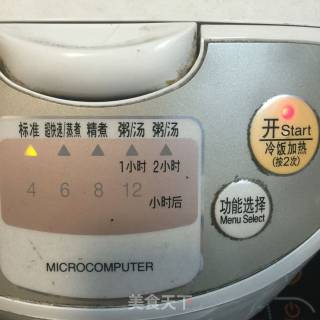 标准 超快速/蒸煮 精煮 粥/汤 粥/汤
1小时 2小时
4 6 8 12 小时后
MICROCOMPUTER
开Start
冷饭加热
(按2次)
功能选择
Menu Select
美食天下